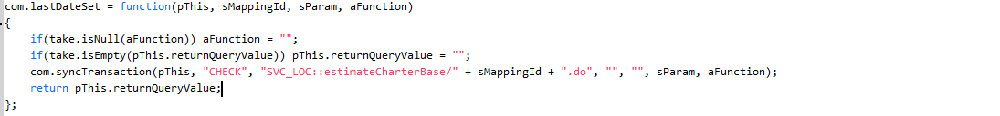 com.lastDateSet = function(pThis, sMappingId, sParam, aFunction)
{
if(take.isNull(aFunction)) aFunction = "";
if(take.isEmpty(pThis.returnQueryValue)) pThis.returnQueryValue = "";
com.syncTransaction(pThis, "CHECK", "SVC_LOC::estimateCharterBase/" + sMappingId + ".do", "", "", sParam, aFunction);
return pThis.returnQueryValue;
};